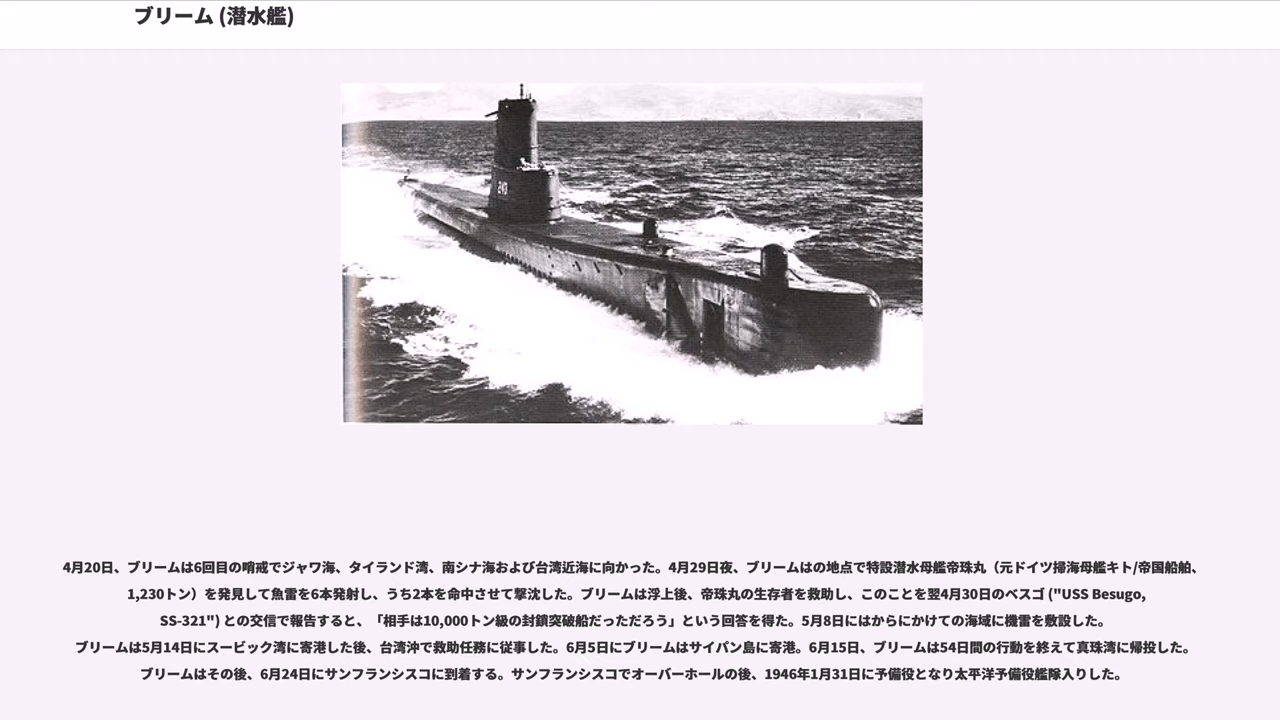 ブリーム (潜水艦)
243
4月20日、ブリームは6回目の哨戒でジャワ海、タイランド湾、南シナ海および台湾近海に向かった。4月29日夜、ブリームはの地点で特設潜水母艦帝珠丸（元ドイツ掃海母艦キト/帝国船舶、
1,230トン）を発見して魚雷を6本発射し、うち2本を命中させて撃沈した。ブリームは浮上後、帝珠丸の生存者を救助し、このことを翌4月30日のベスゴ ("USS Besugo,
SS-321") との交信で報告すると、「相手は10,000トン級の封鎖突破船だっただろう」という回答を得た。5月8日にはからにかけての海域に機雷を敷設した。
ブリームは5月14日にスービック湾に寄港した後、台湾沖で救助任務に従事した。6月5日にブリームはサイパン島に寄港。6月15日、ブリームは54日間の行動を終えて真珠湾に帰投した。
ブリームはその後、6月24日にサンフランシスコに到着する。サンフランシスコでオーバーホールの後、1946年1月31日に予備役となり太平洋予備役艦隊入りした。